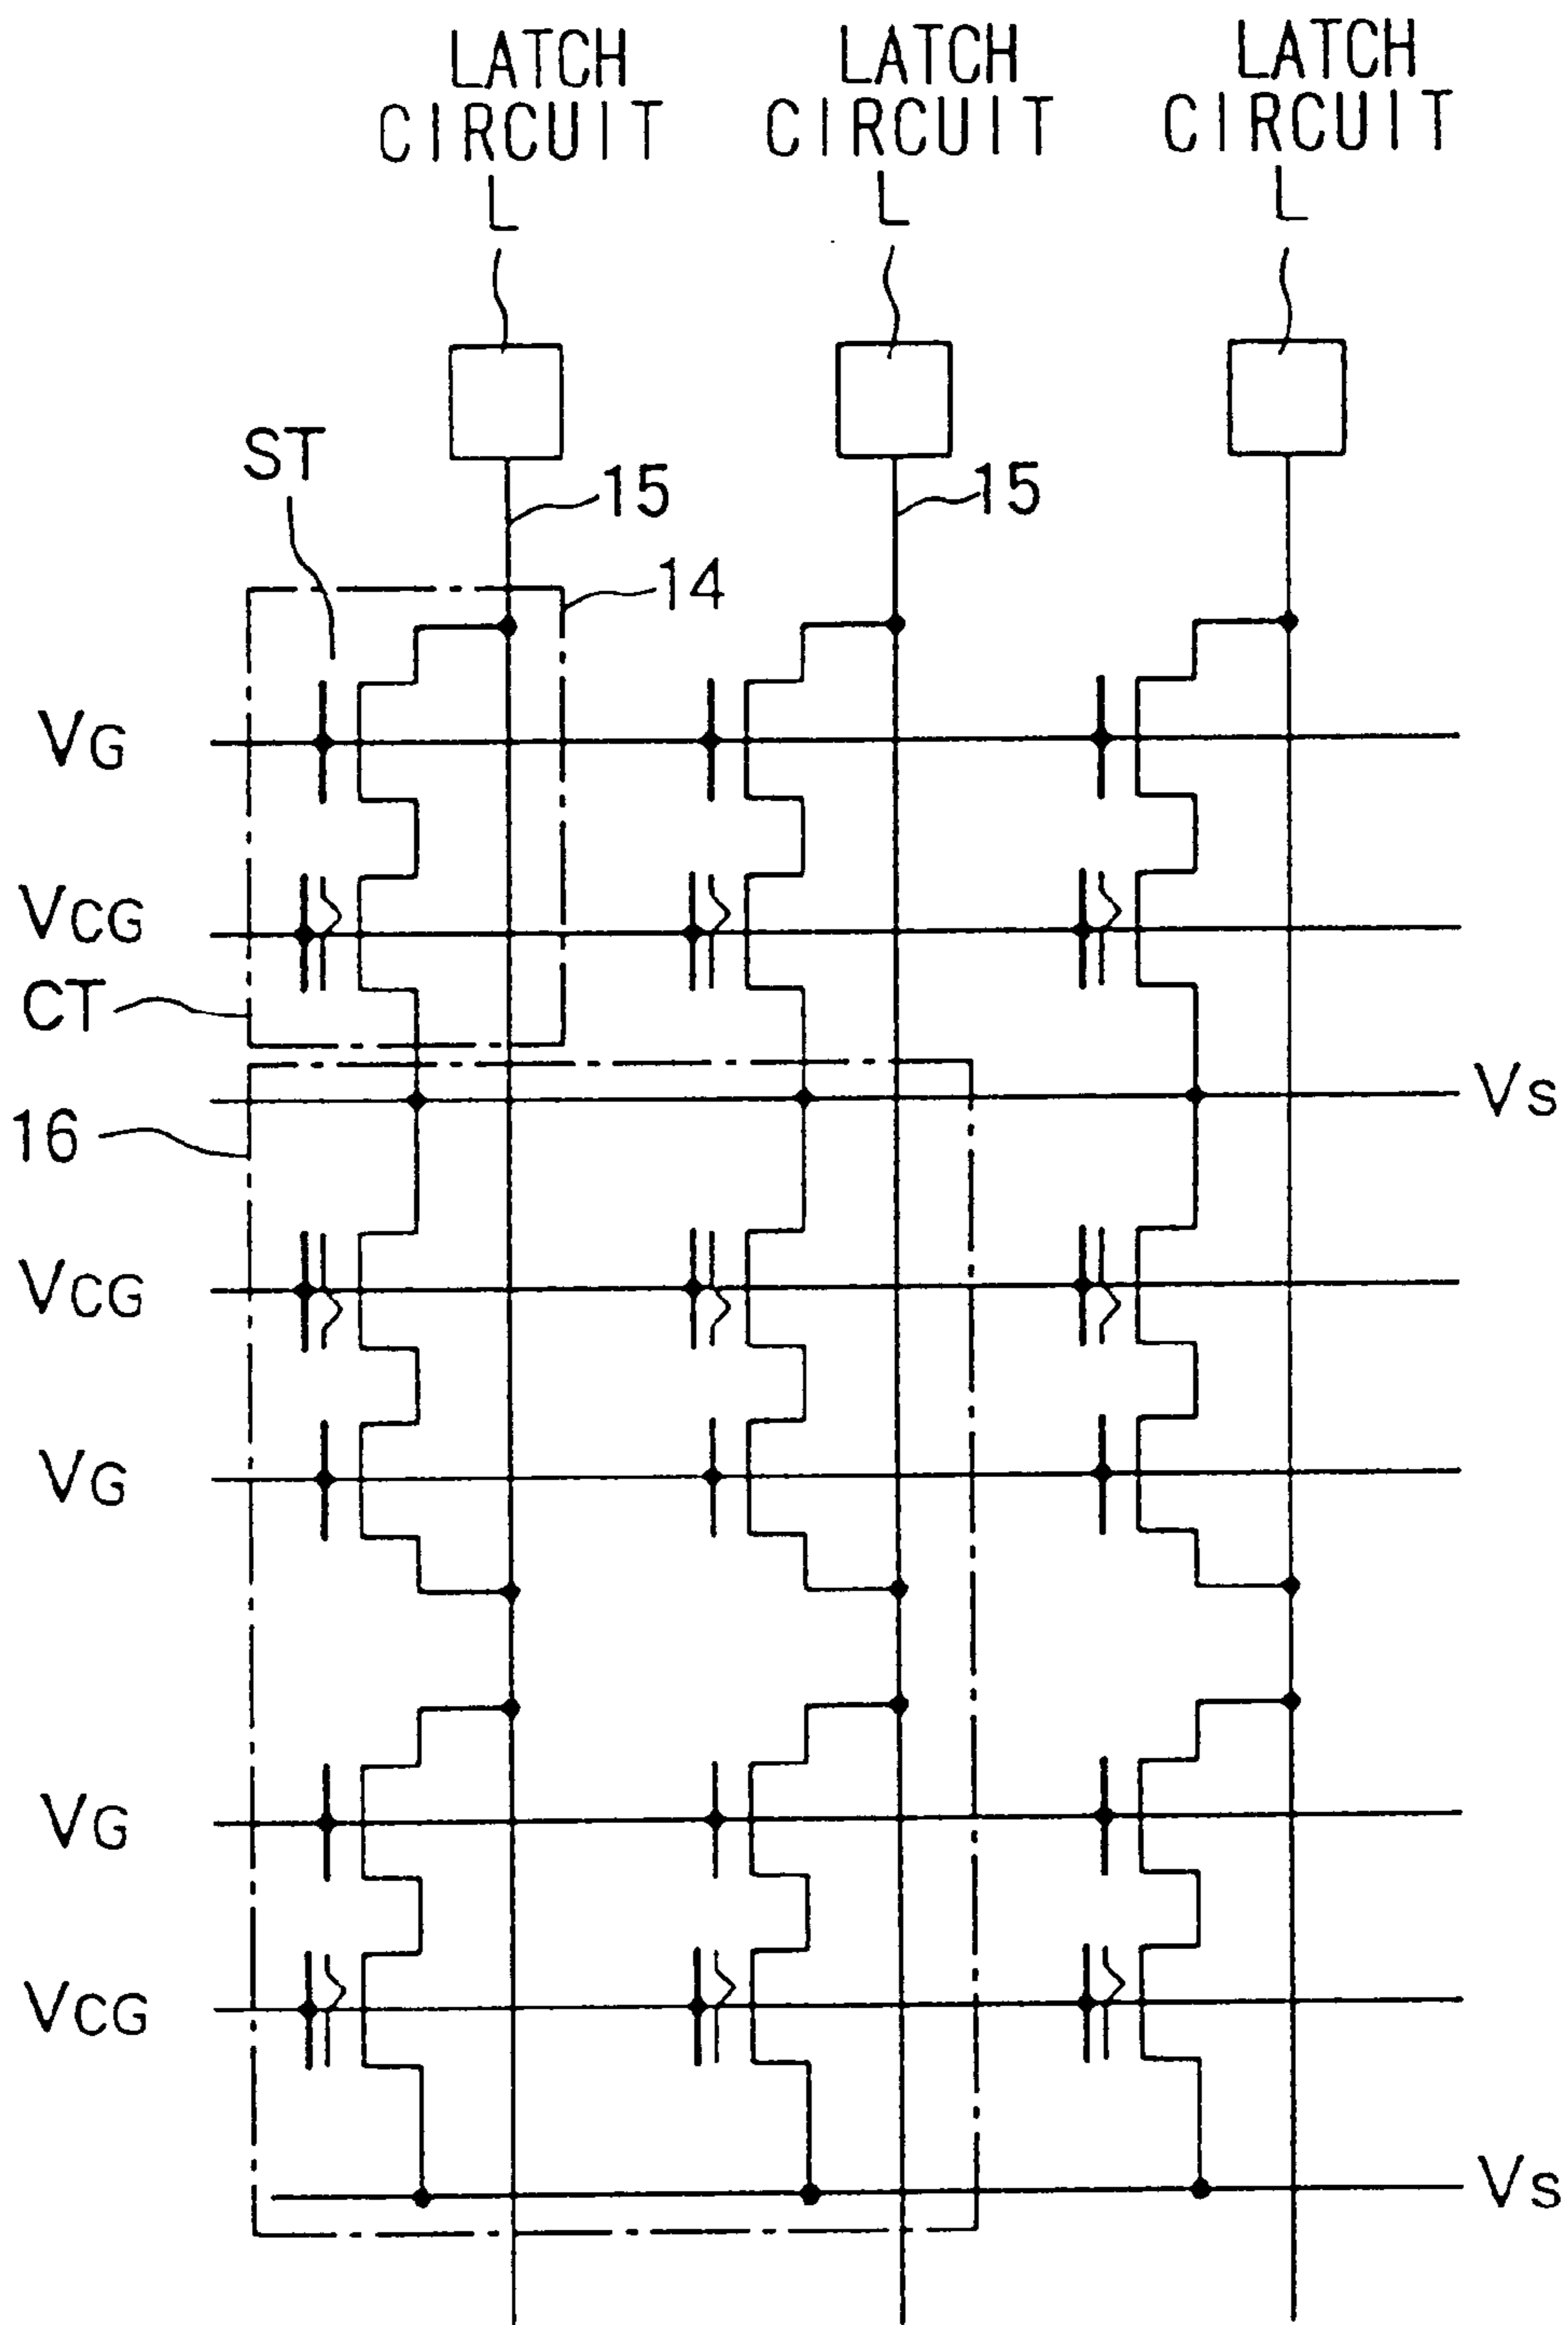 LATCH CIRCUIT L
LATCH CIRCUIT L
LATCH CIRCUIT L
ST
15
15
14
VG
VCG
CT
VS
16
VCG
VG
VG
VCG
VS